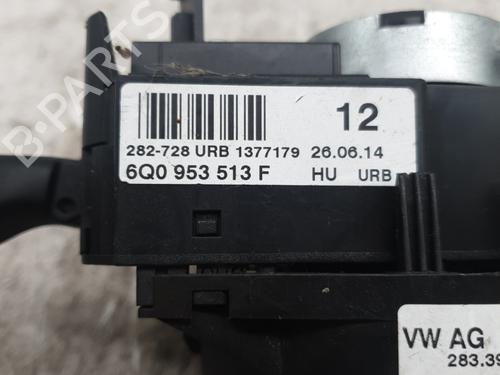 B-PARTS
12
282-728 URB 1377179 26.06.14
6Q0 953 513 F HU URB
VW AG
283.39